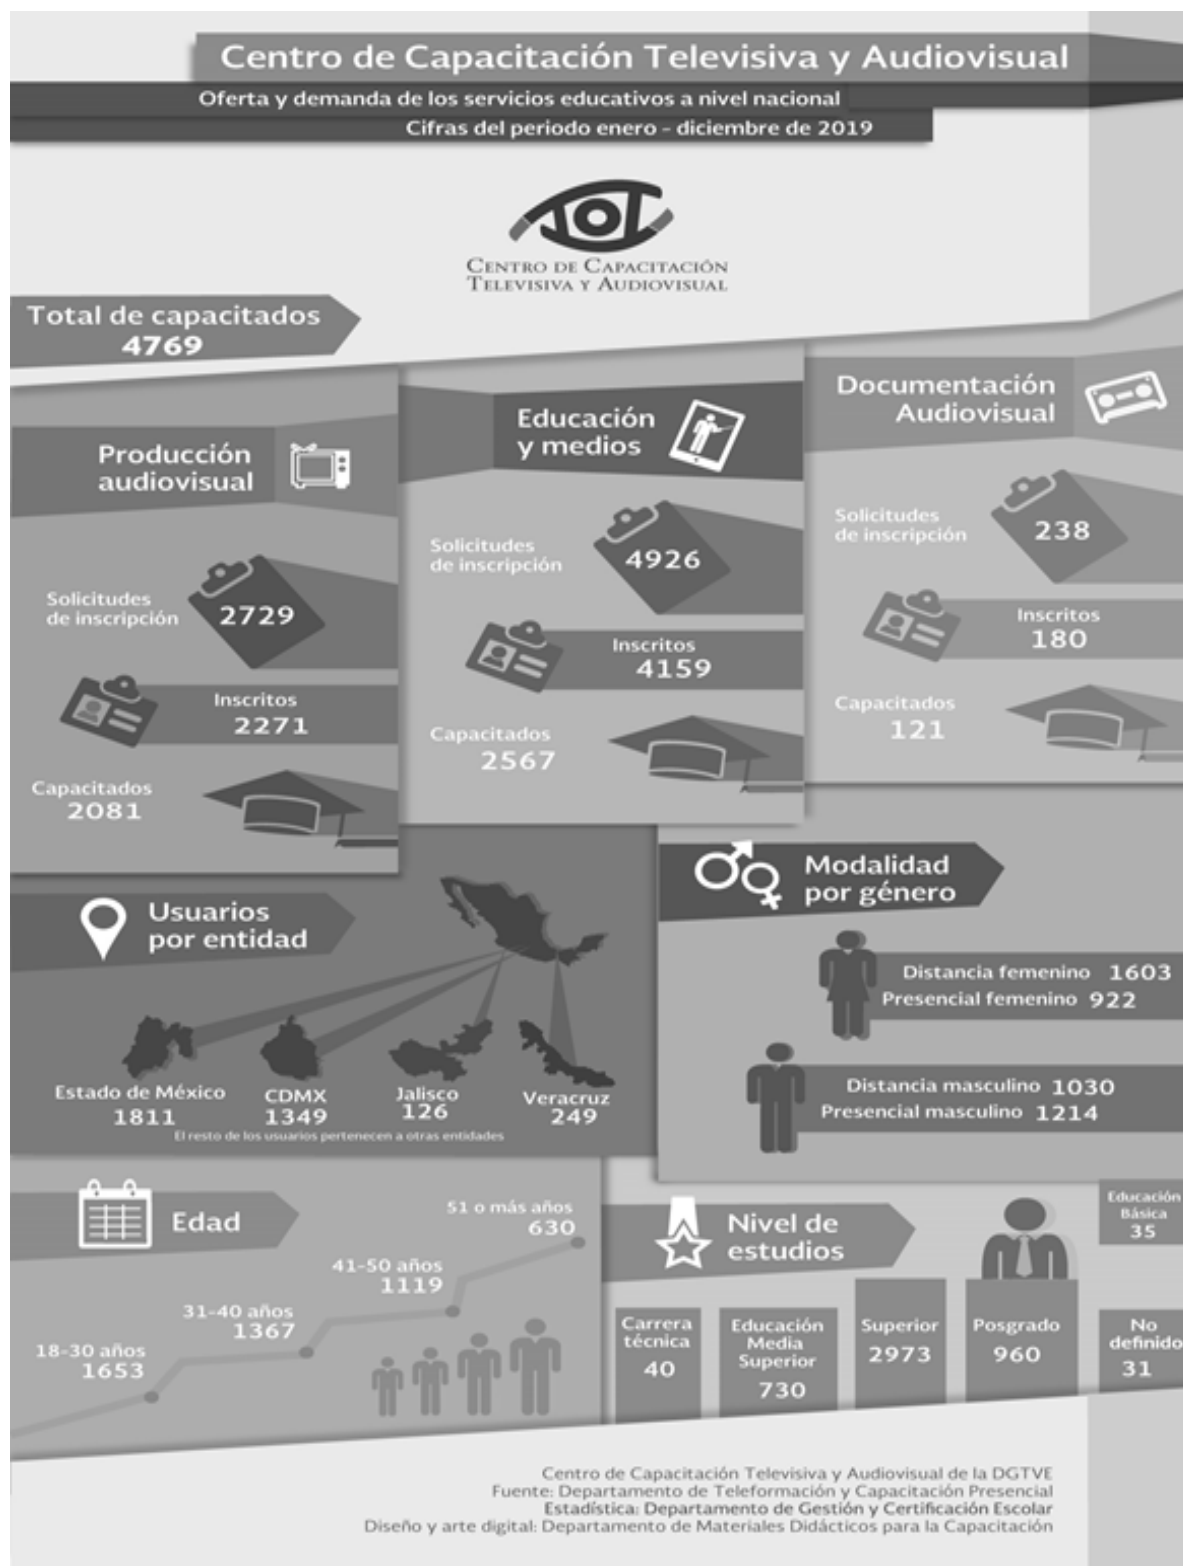 Centro de Capacitación Televisiva y Audiovisual
Oferta y demanda de los servicios educativos a nivel nacional
Cifras del periodo enero - diciembre de 2019
CENTRO DE CAPACITACIÓN
TELEVISIVA Y AUDIOVISUAL
Total de capacitados
4769
Producción
audiovisual
Solicitudes
de inscripción
2729
Inscritos
2271
Capacitados
2081
Educación
y medios
Solicitudes
de inscripción
4926
Inscritos
4159
Capacitados
2567
Documentación
Audiovisual
Solicitudes
de inscripción
238
Inscritos
180
Capacitados
121
Usuarios
por entidad
Estado de México
1811
CDMX
1349
Jalisco
126
Veracruz
249
El resto de los usuarios pertenecen a otras entidades
Modalidad
por género
Distancia femenino 1603
Presencial femenino 922
Distancia masculino 1030
Presencial masculino 1214
Edad
18-30 años
1653
31-40 años
1367
41-50 años
1119
51 o más años
630
Nivel de
estudios
Carrera
técnica
40
Educación
Media
Superior
730
Superior
2973
Posgrado
960
Educación
Básica
35
No
definido
31
Centro de Capacitación Televisiva y Audiovisual de la DGTVE
Fuente: Departamento de Teleformación y Capacitación Presencial
Estadística: Departamento de Gestión y Certificación Escolar
Diseño y arte digital: Departamento de Materiales Didácticos para la Capacitación